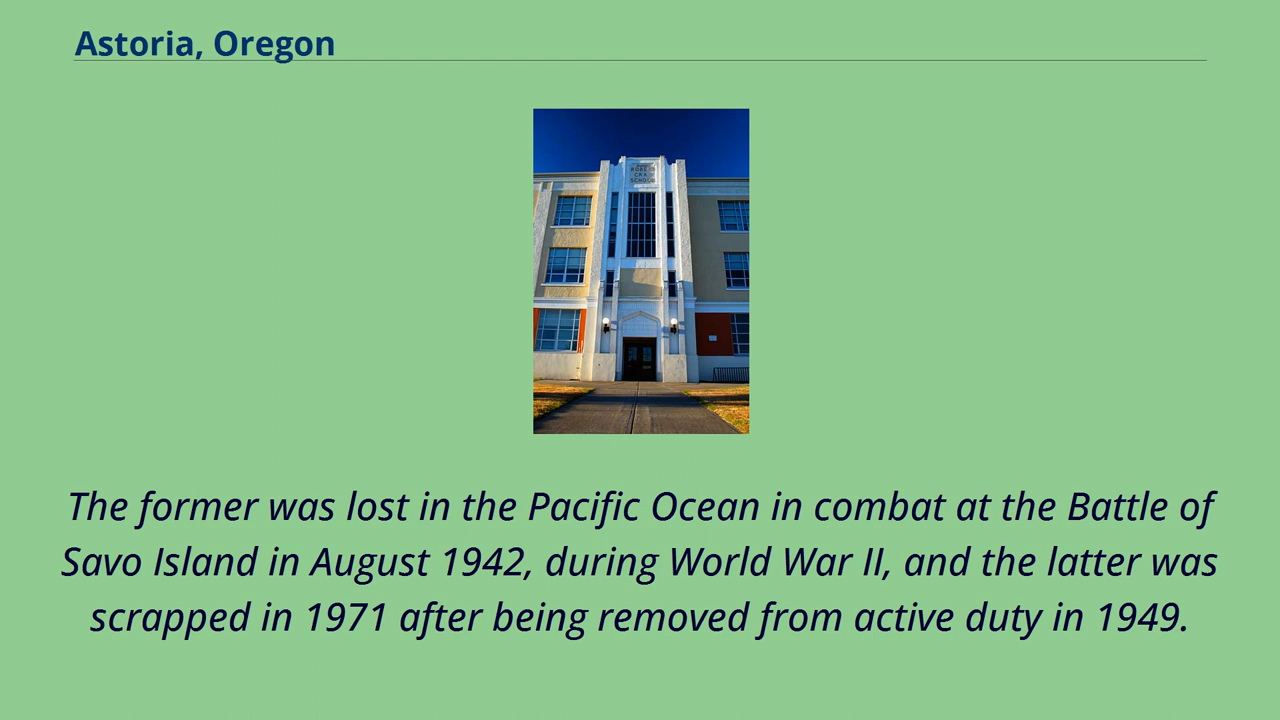 Astoria, Oregon
SCHOOL
The former was lost in the Pacific Ocean in combat at the Battle of
Savo Island in August 1942, during World War II, and the latter was
scrapped in 1971 after being removed from active duty in 1949.